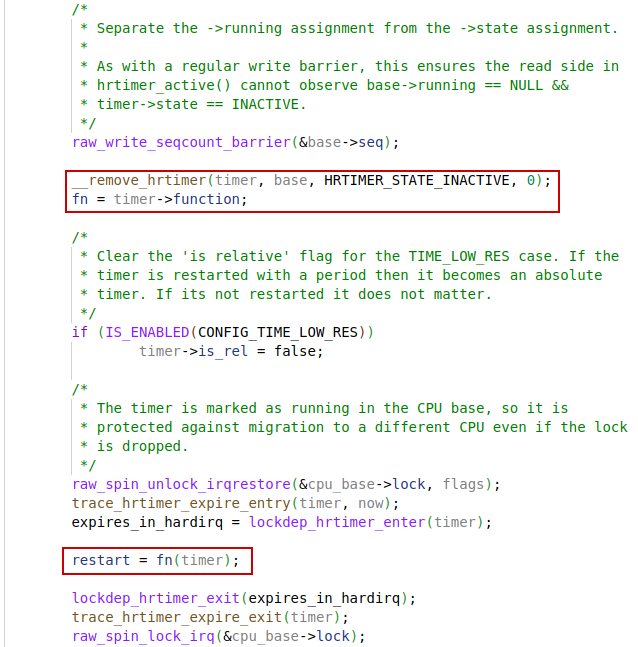 /*
* Separate the ->running assignment from the ->state assignment.
*
* As with a regular write barrier, this ensures the read side in
* hrtimer_active() cannot observe base->running == NULL &&
* timer->state == INACTIVE.
*/
raw_write_seqcount_barrier(&base->seq);
__remove_hrtimer(timer, base, HRTIMER_STATE_INACTIVE, 0);
fn = timer->function;
/*
* Clear the 'is relative' flag for the TIME_LOW_RES case. If the
* timer is restarted with a period then it becomes an absolute
* timer. If its not restarted it does not matter.
*/
if (IS_ENABLED(CONFIG_TIME_LOW_RES))
timer->is_rel = false;
/*
* The timer is marked as running in the CPU base, so it is
* protected against migration to a different CPU even if the lock
* is dropped.
*/
raw_spin_unlock_irqrestore(&cpu_base->lock, flags);
trace_hrtimer_expire_entry(timer, now);
expires_in_hardirq = lockdep_hrtimer_enter(timer);
restart = fn(timer);
lockdep_hrtimer_exit(expires_in_hardirq);
trace_hrtimer_expire_exit(timer);
raw_spin_lock_irq(&cpu_base->lock);